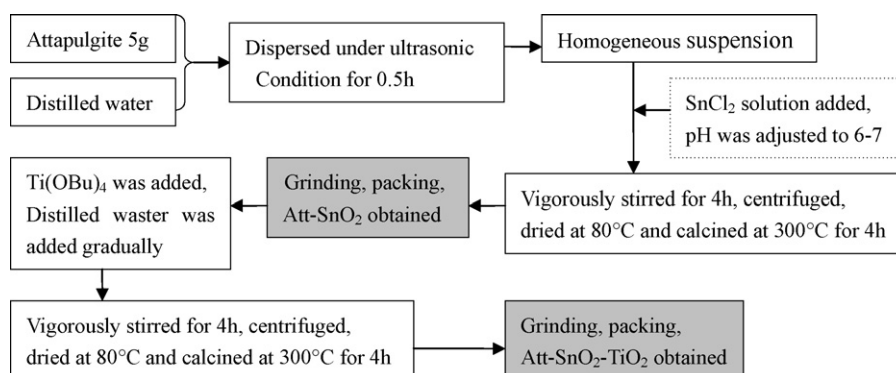 Attapulgite 5g
Distilled water
Dispersed under ultrasonic
Condition for 0.5h
Homogeneous suspension
SnCl₂ solution added,
pH was adjusted to 6-7
Vigorously stirred for 4h, centrifuged,
dried at 80°C and calcined at 300°C for 4h
Grinding, packing,
Att-SnO₂ obtained
Ti(OBu)₄ was added,
Distilled waster was
added gradually
Vigorously stirred for 4h, centrifuged,
dried at 80°C and calcined at 300°C for 4h
Grinding, packing,
Att-SnO₂-TiO₂ obtained